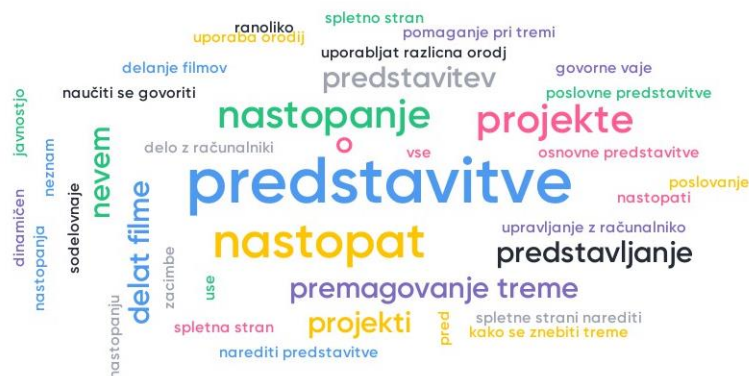 spletno stran
ranoliko
uporaba orodij
pomaganje pri tremi
uporabljat razlicna orodj
delanje filmov
predstavitev
govorne vaje
naučiti se govoriti
poslovne predstavitve
javnostjo
nastopanje
projekte
nevem
neznam
delo z računalniki
o
vse
osnovne predstavitve
predstavitve
poslovanje
nastopati
dinamičen
nastopanja
sodelovnaje
delat filme
nastopat
upravljanje z računalniko
predstavljanje
zacimbe
use
premagovanje treme
nastopanju
spletna stran
projekti
pred
spletne strani narediti
kako se znebiti treme
narediti predstavitve